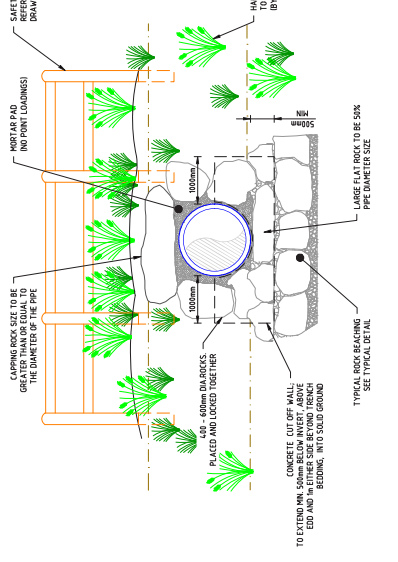 SAFET
REFER
DRAW
HA
TO
(BY
MORTAR PAD
(NO POINT LOADINGS)
CAPPING ROCK SIZE TO BE
GREATER THAN OR EQUAL TO
THE DIAMETER OF THE PIPE
500mm
MIN
1000mm
1000mm
LARGE FLAT ROCK TO BE 50%
PIPE DIAMETER SIZE
400 - 600mm DIA.ROCKS.
PLACED AND LOCKED TOGETHER
CONCRETE CUT OFF WALL;
TO EXTEND MIN. 500mm BELOW INVERT, ABOVE
EDD AND 1m EITHER SIDE BEYOND TRENCH
BEDDING, INTO SOLID GROUND
TYPICAL ROCK BEACHING
SEE TYPICAL DETAIL